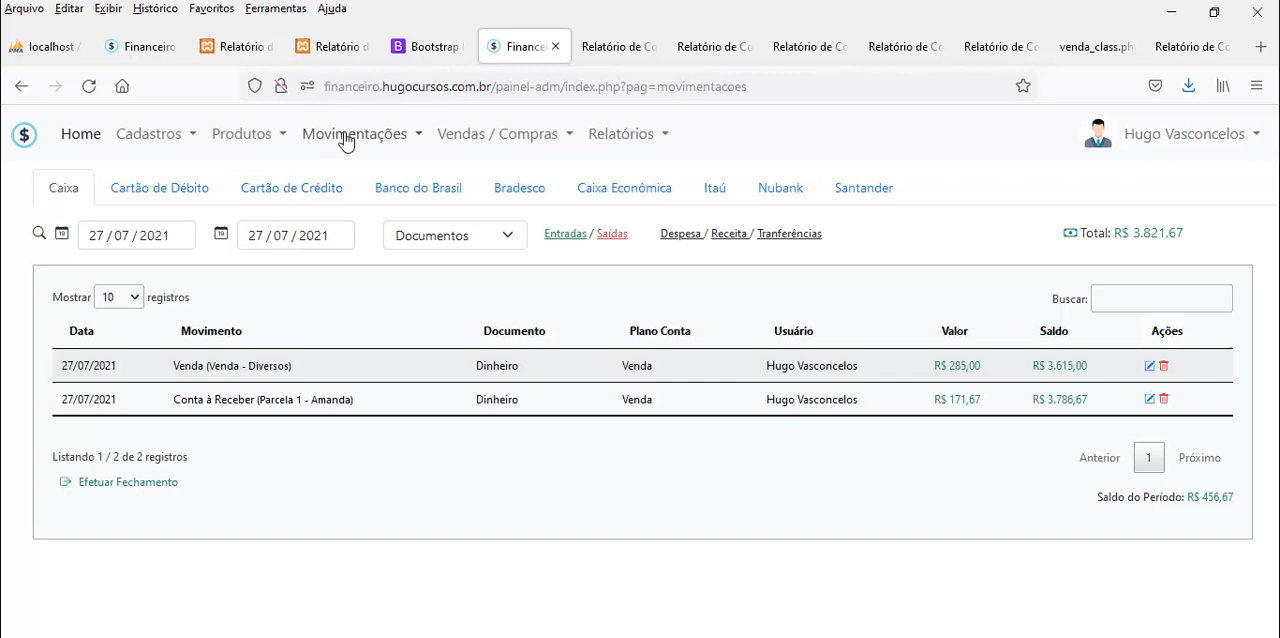 Arquivo Editar Exibir Histórico Favoritos Ferramentas Ajuda
localhost / Financeiro Relatório d Relatório d Bootstrap Financei Relatório de Co Relatório de Co Relatório de Co Relatório de Co Relatório de Co venda_class.ph Relatório de Co
financeiro.hugocursos.com.br/painel-adm/index.php?pag=movimentacoes
$ Home Cadastros Produtos Movimentações Vendas / Compras Relatórios Hugo Vasconcelos
Caixa Cartão de Débito Cartão de Crédito Banco do Brasil Bradesco Caixa Econômica Itaú Nubank Santander
27 / 07 / 2021 27 / 07 / 2021 Documentos Entradas / Saídas Despesa / Receita / Tranferências Total: R$ 3.821,67
Mostrar 10 registros Buscar:
Data Movimento Documento Plano Conta Usuário Valor Saldo Ações
27/07/2021 Venda (Venda - Diversos) Dinheiro Venda Hugo Vasconcelos R$ 285,00 R$ 3.615,00
27/07/2021 Conta à Receber (Parcela 1 - Amanda) Dinheiro Venda Hugo Vasconcelos R$ 171,67 R$ 3.786,67
Listando 1 / 2 de 2 registros Anterior 1 Próximo
Efetuar Fechamento
Saldo do Período: R$ 456,67